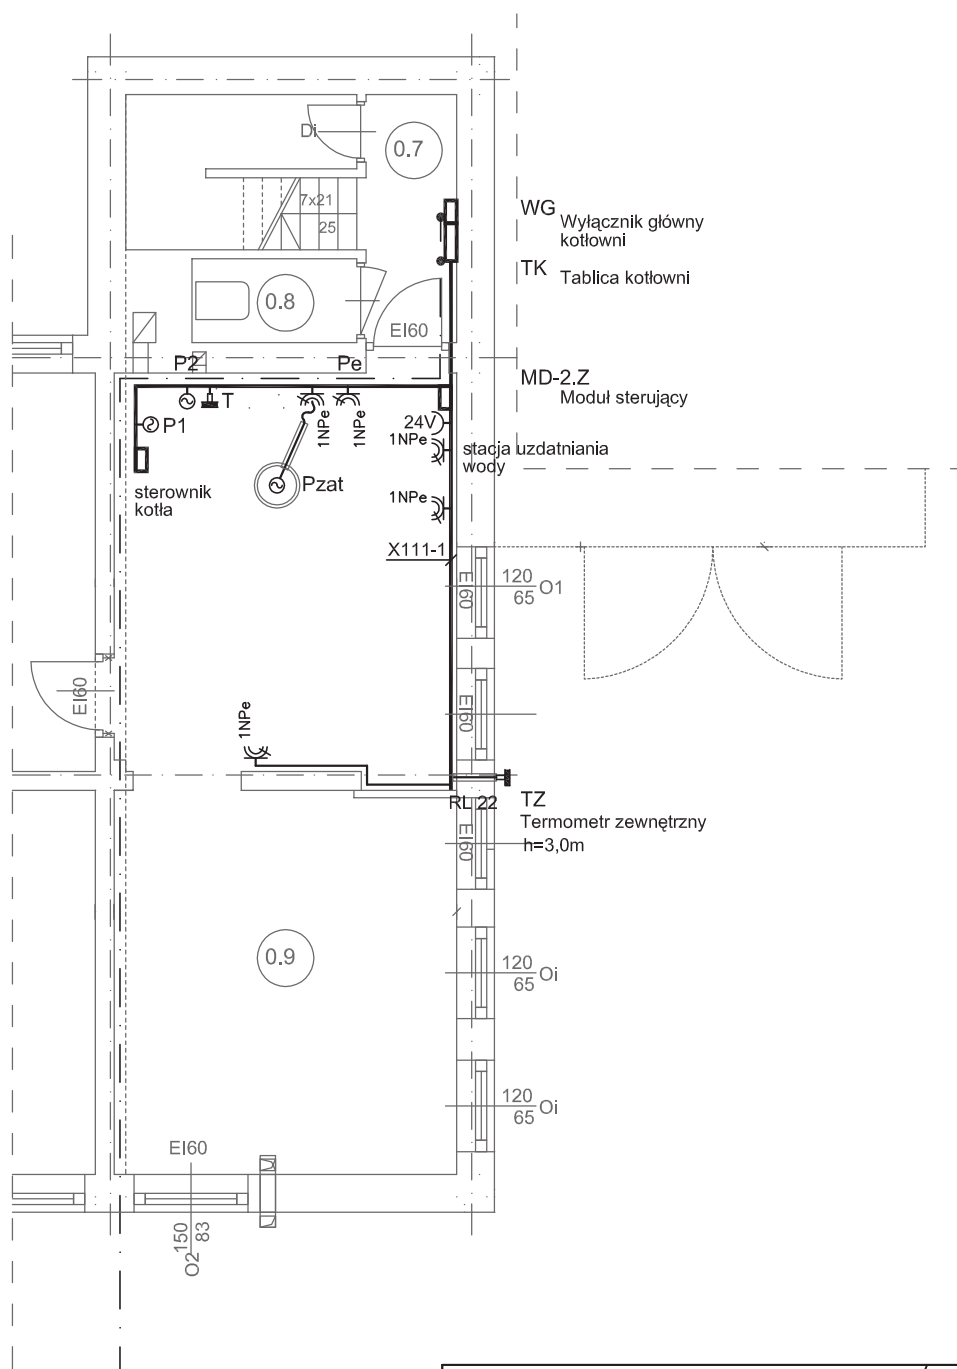 Di
0.7
7x21
25
WG
Wyłącznik główny
kotłowni
TK
Tablica kotłowni
0.8
EI60
P2
Pe
MD-2.Z
Moduł sterujący
T
P1
1NPe
1NPe
24V
1NPe
stacja uzdatniania
wody
sterownik
kotła
Pzat
1NPe
X111-1
EI60
120
65
O1
EI60
EI60
1NPe
RL 22
TZ
Termometr zewnętrzny
h=3,0m
EI60
0.9
120
65
Oi
120
65
Oi
EI60
150
83
O2